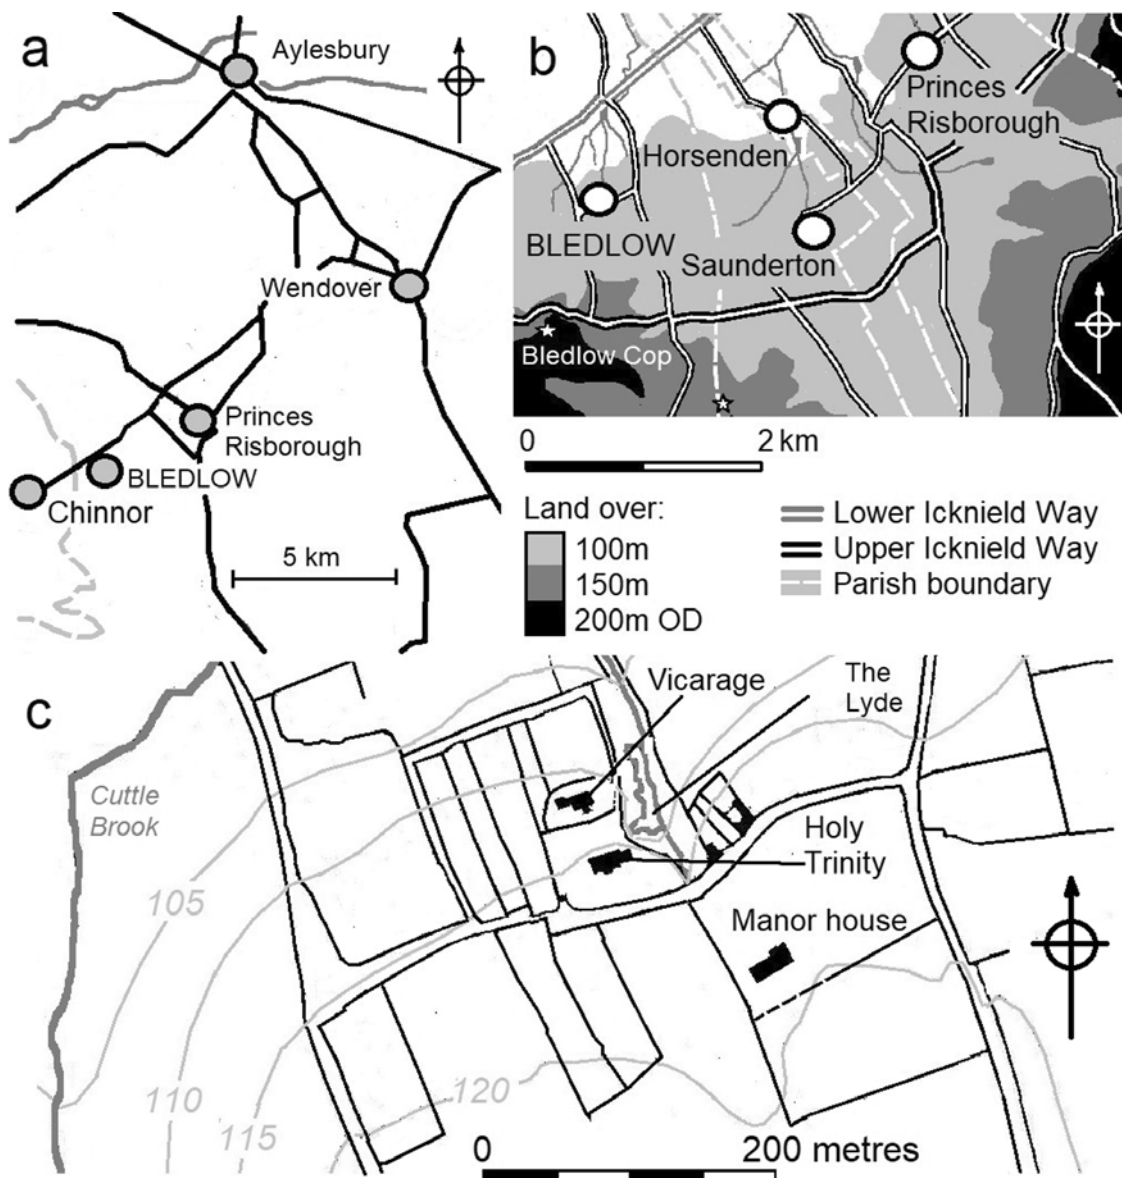 a
Aylesbury
Wendover
Princes
Risborough
BLEDLOW
Chinnor
5 km
b
Princes
Risborough
Horsenden
BLEDLOW
Saunderton
Bledlow Cop
0 2 km
Land over:
100m
150m
200m OD
Lower Icknield Way
Upper Icknield Way
Parish boundary
c
Vicarage
The
Lyde
Cuttle
Brook
Holy
Trinity
Manor house
105
110
115
120
0 200 metres